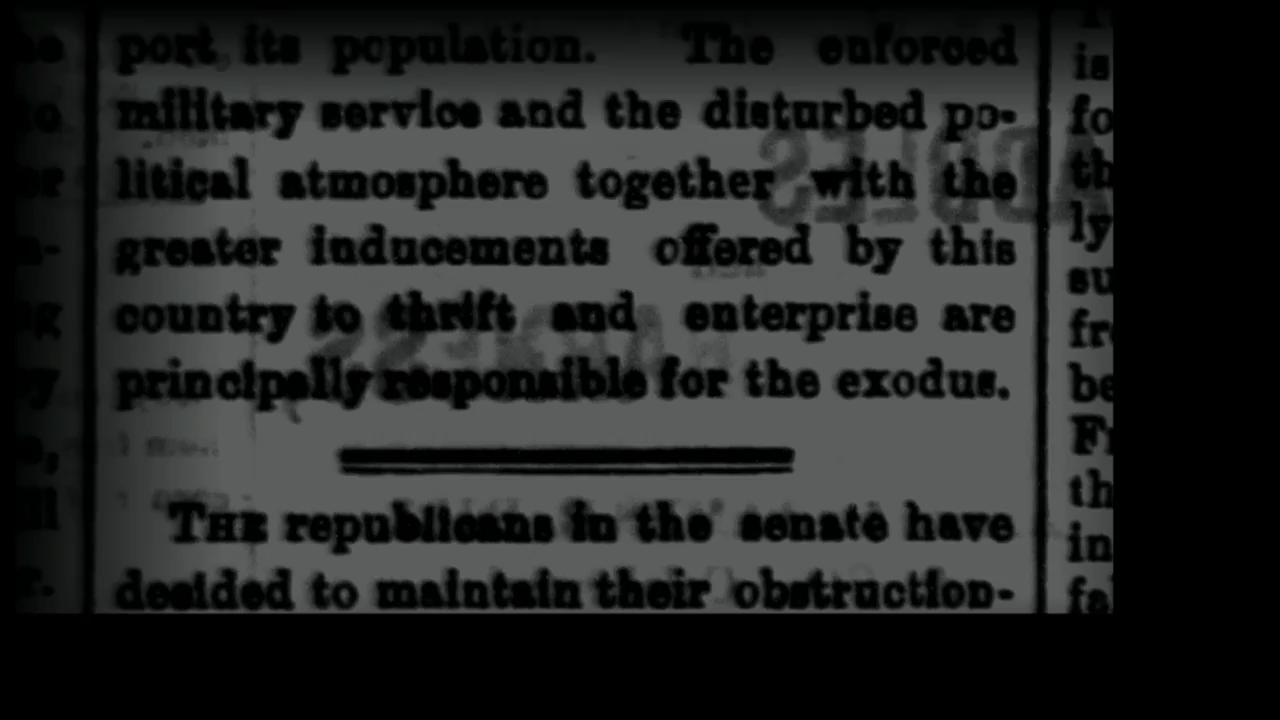 port its population. The enforced
military service and the disturbed po-
litical atmosphere together with the
greater inducements offered by this
country to thrift and enterprise are
principally responsible for the exodus.
THE republicans in the senate have
decided to maintain their obstruction-